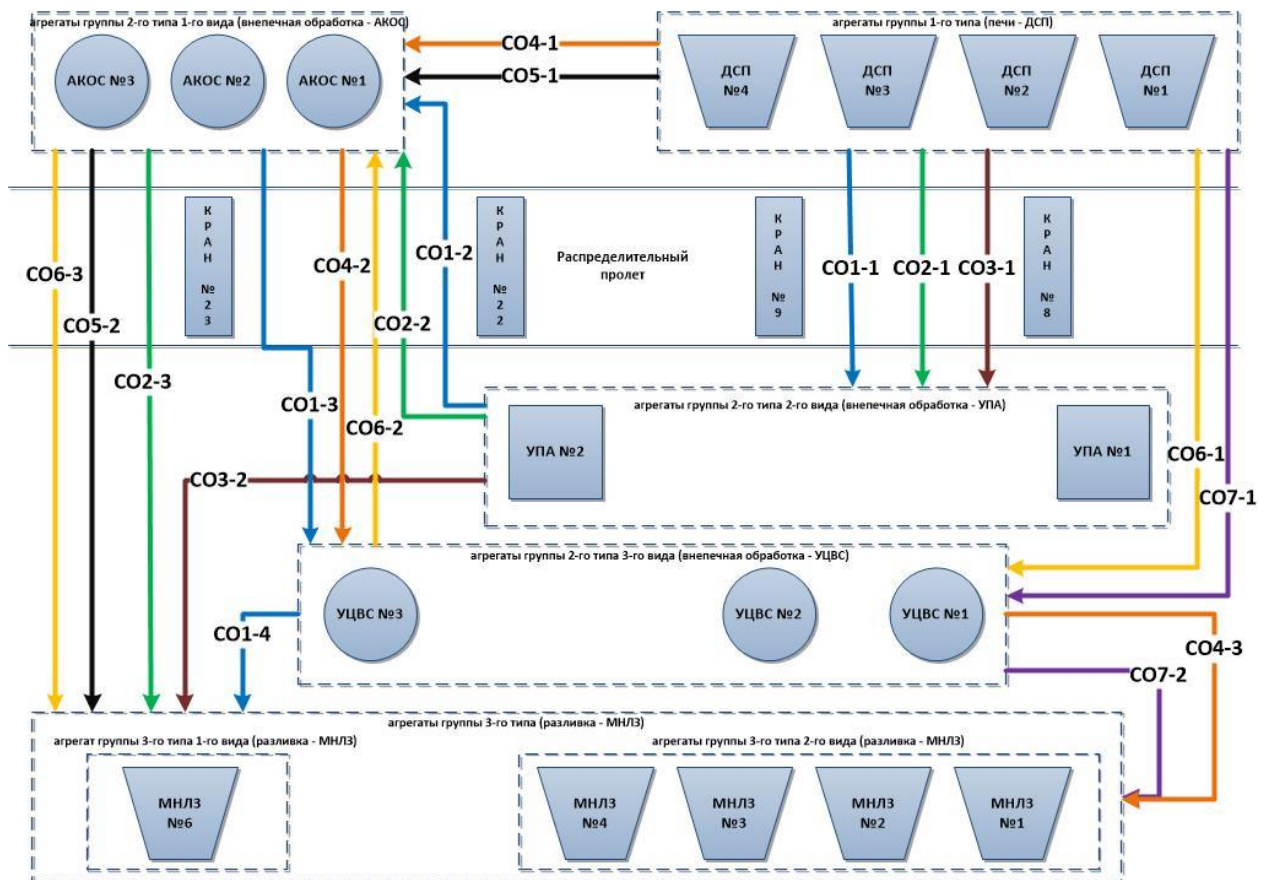 агрегаты группы 2-го типа 1-го вида (внепечная обработка - АКОС)
АКОС №3
АКОС №2
АКОС №1
СО4-1
СО5-1
агрегаты группы 1-го типа (печи - ДСП)
ДСП
№4
ДСП
№3
ДСП
№2
ДСП
№1
К
Р
А
Н
№
2
3
К
Р
А
Н
№
2
2
Распределительный
пролет
К
Р
А
Н
№
9
К
Р
А
Н
№
8
СО6-3
СО5-2
СО2-3
СО4-2
СО1-2
СО2-2
СО1-1
СО2-1
СО3-1
СО1-3
СО6-2
СО3-2
агрегаты группы 2-го типа 2-го вида (внепечная обработка - УПА)
УПА №2
УПА №1
СО6-1
СО7-1
агрегаты группы 2-го типа 3-го вида (внепечная обработка - УЦВС)
УЦВС №3
УЦВС №2
УЦВС №1
СО1-4
СО4-3
СО7-2
агрегаты группы 3-го типа (разливка - МНЛЗ)
агрегат группы 3-го типа 1-го вида (разливка - МНЛЗ)
МНЛЗ
№6
агрегаты группы 3-го типа 2-го вида (разливка - МНЛЗ)
МНЛЗ
№4
МНЛЗ
№3
МНЛЗ
№2
МНЛЗ
№1